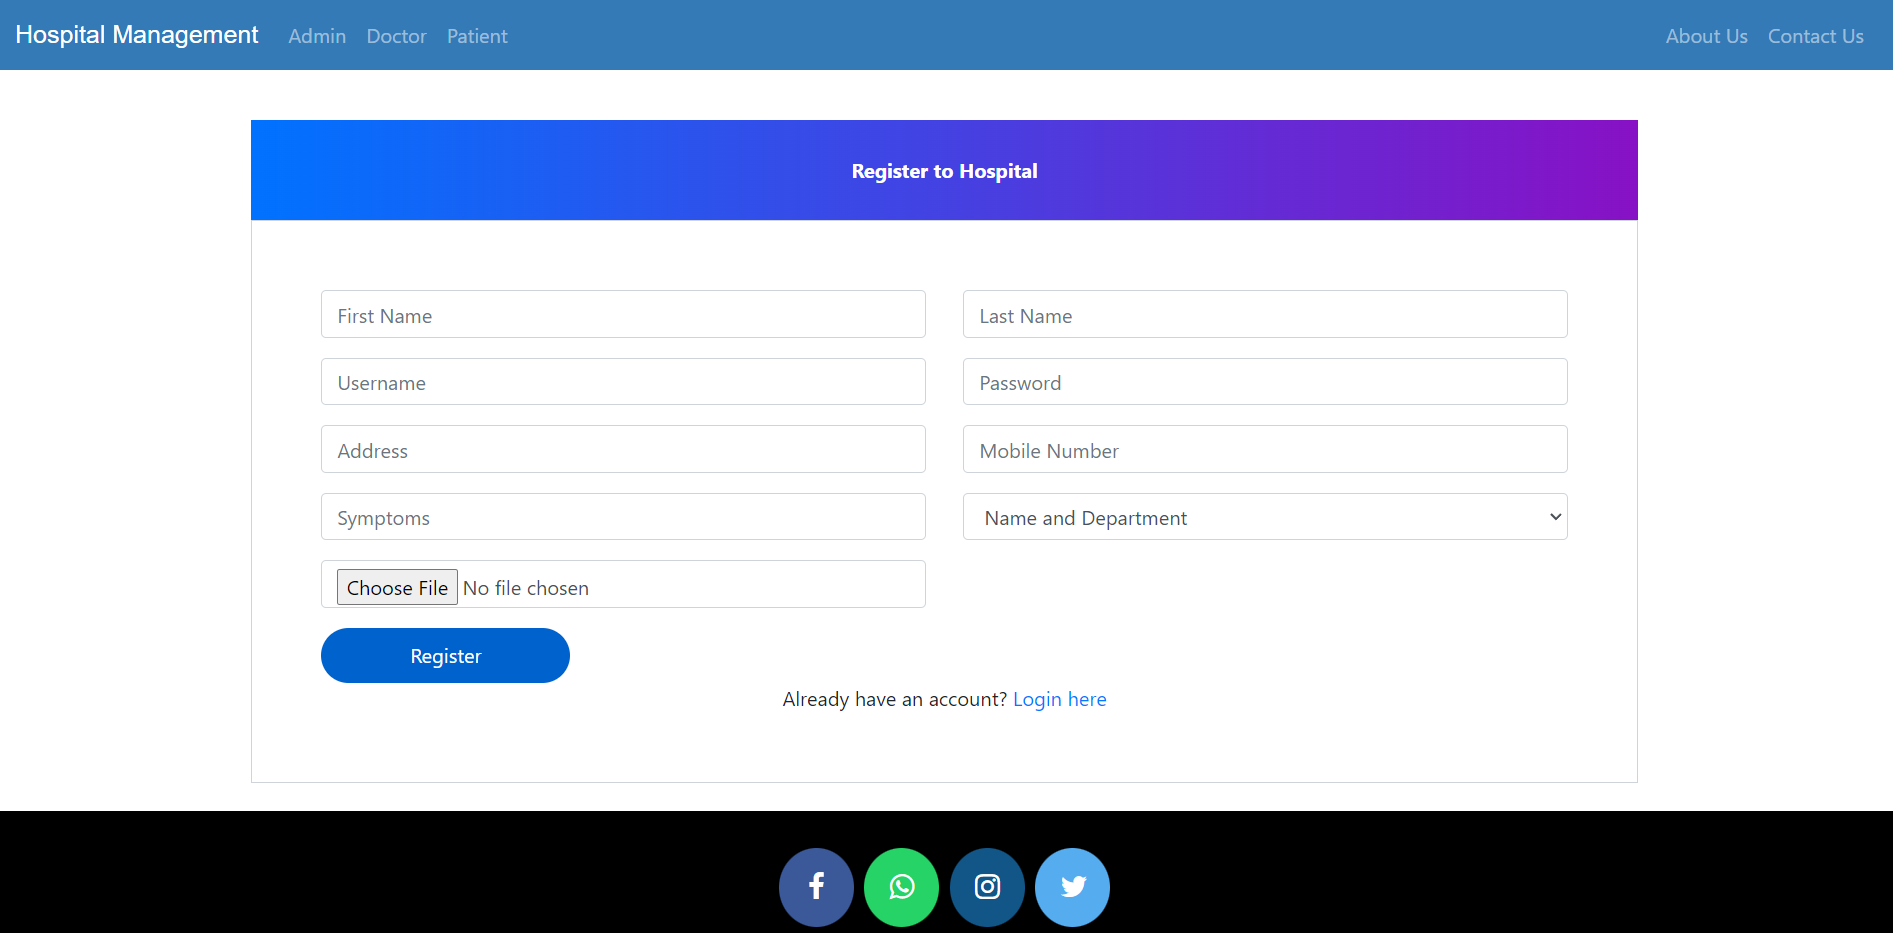 Hospital Management Admin Doctor Patient About Us Contact Us
Register to Hospital
First Name Last Name
Username Password
Address Mobile Number
Symptoms Name and Department
Choose File No file chosen
Register
Already have an account? Login here